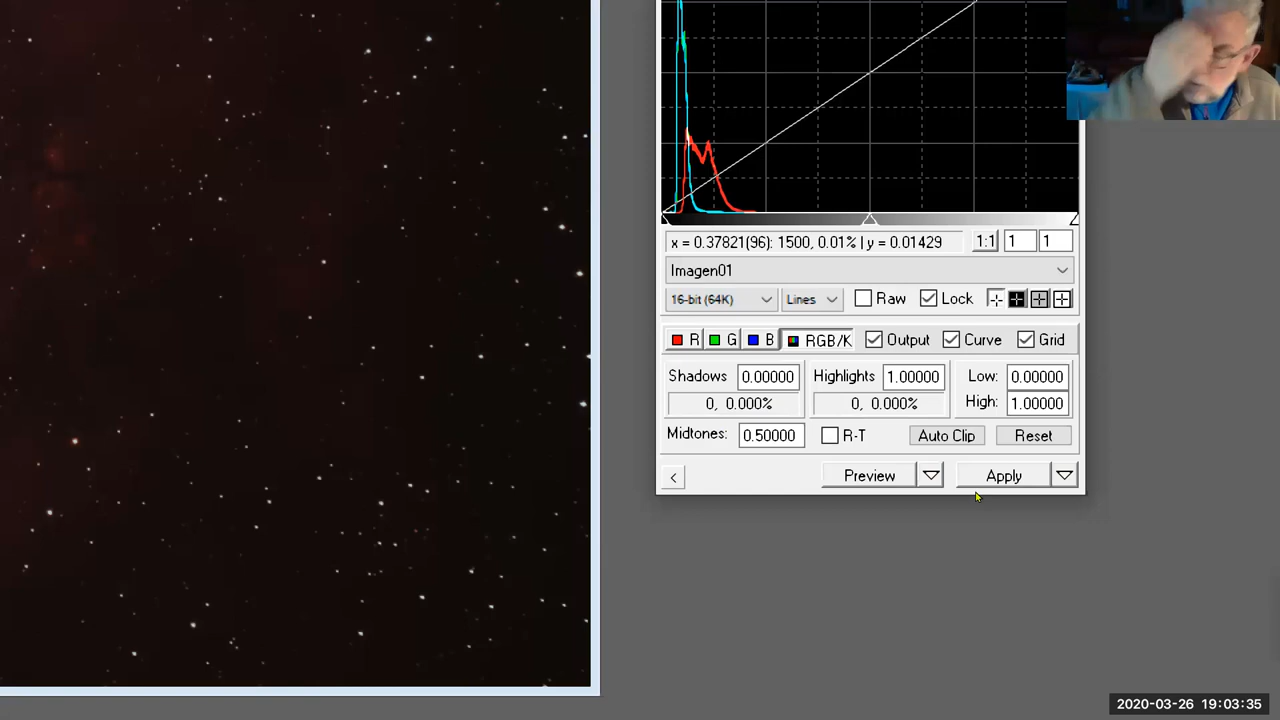 x = 0.37821(96): 1500, 0.01% | y = 0.01429 1:1 1 1
Imagen01
16-bit (64K) Lines Raw Lock
R G B RGB/K Output Curve Grid
Shadows 0.00000 Highlights 1.00000 Low: 0.00000
0, 0.000% 0, 0.000% High: 1.00000
Midtones: 0.50000 R-T Auto Clip Reset
< Preview Apply
2020-03-26 19:03:35